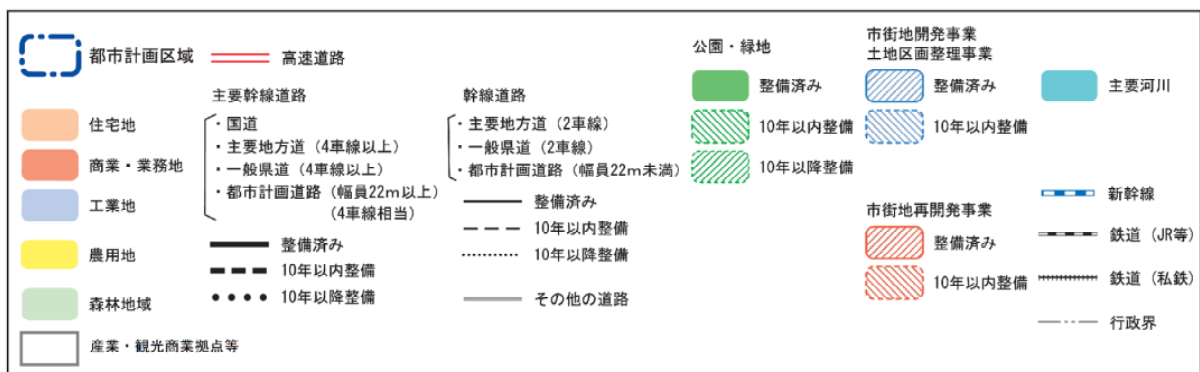 都市計画区域
住宅地
商業・業務地
工業地
農用地
森林地域
産業・観光商業拠点等
高速道路
主要幹線道路
・国道
・主要地方道（4車線以上）
・一般県道（4車線以上）
・都市計画道路（幅員22m以上）
（4車線相当）
整備済み
10年以内整備
10年以降整備
幹線道路
・主要地方道（2車線）
・一般県道（2車線）
・都市計画道路（幅員22m未満）
整備済み
10年以内整備
10年以降整備
その他の道路
公園・緑地
整備済み
10年以内整備
10年以降整備
市街地開発事業
土地区画整理事業
整備済み
10年以内整備
市街地再開発事業
整備済み
10年以内整備
主要河川
新幹線
鉄道（JR等）
鉄道（私鉄）
行政界